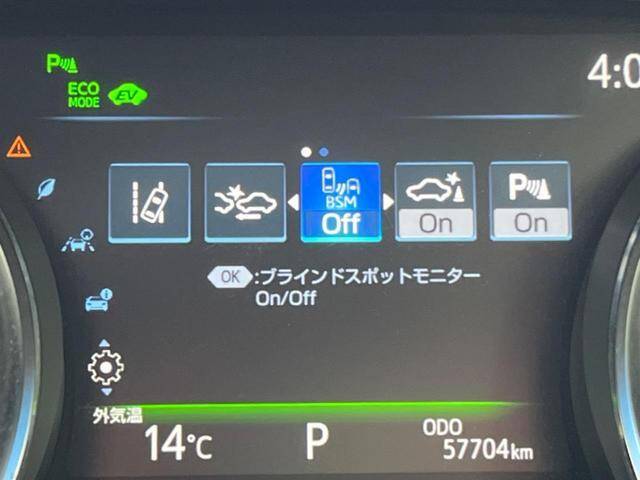 P
4:0
ECO
MODE
EV
BSM
Off
On
P
On
OK :ブラインドスポットモニター
On/Off
外気温
14℃
P
ODO
57704km